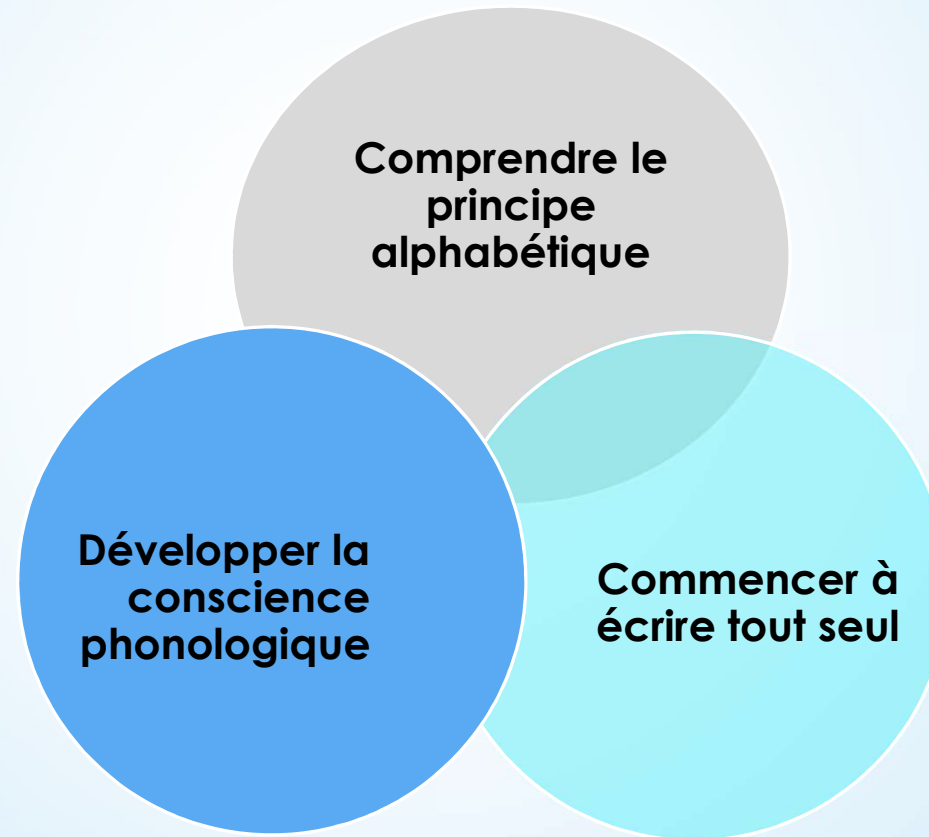 Comprendre le
principe
alphabétique
Développer la
conscience
phonologique
Commencer à
écrire tout seul